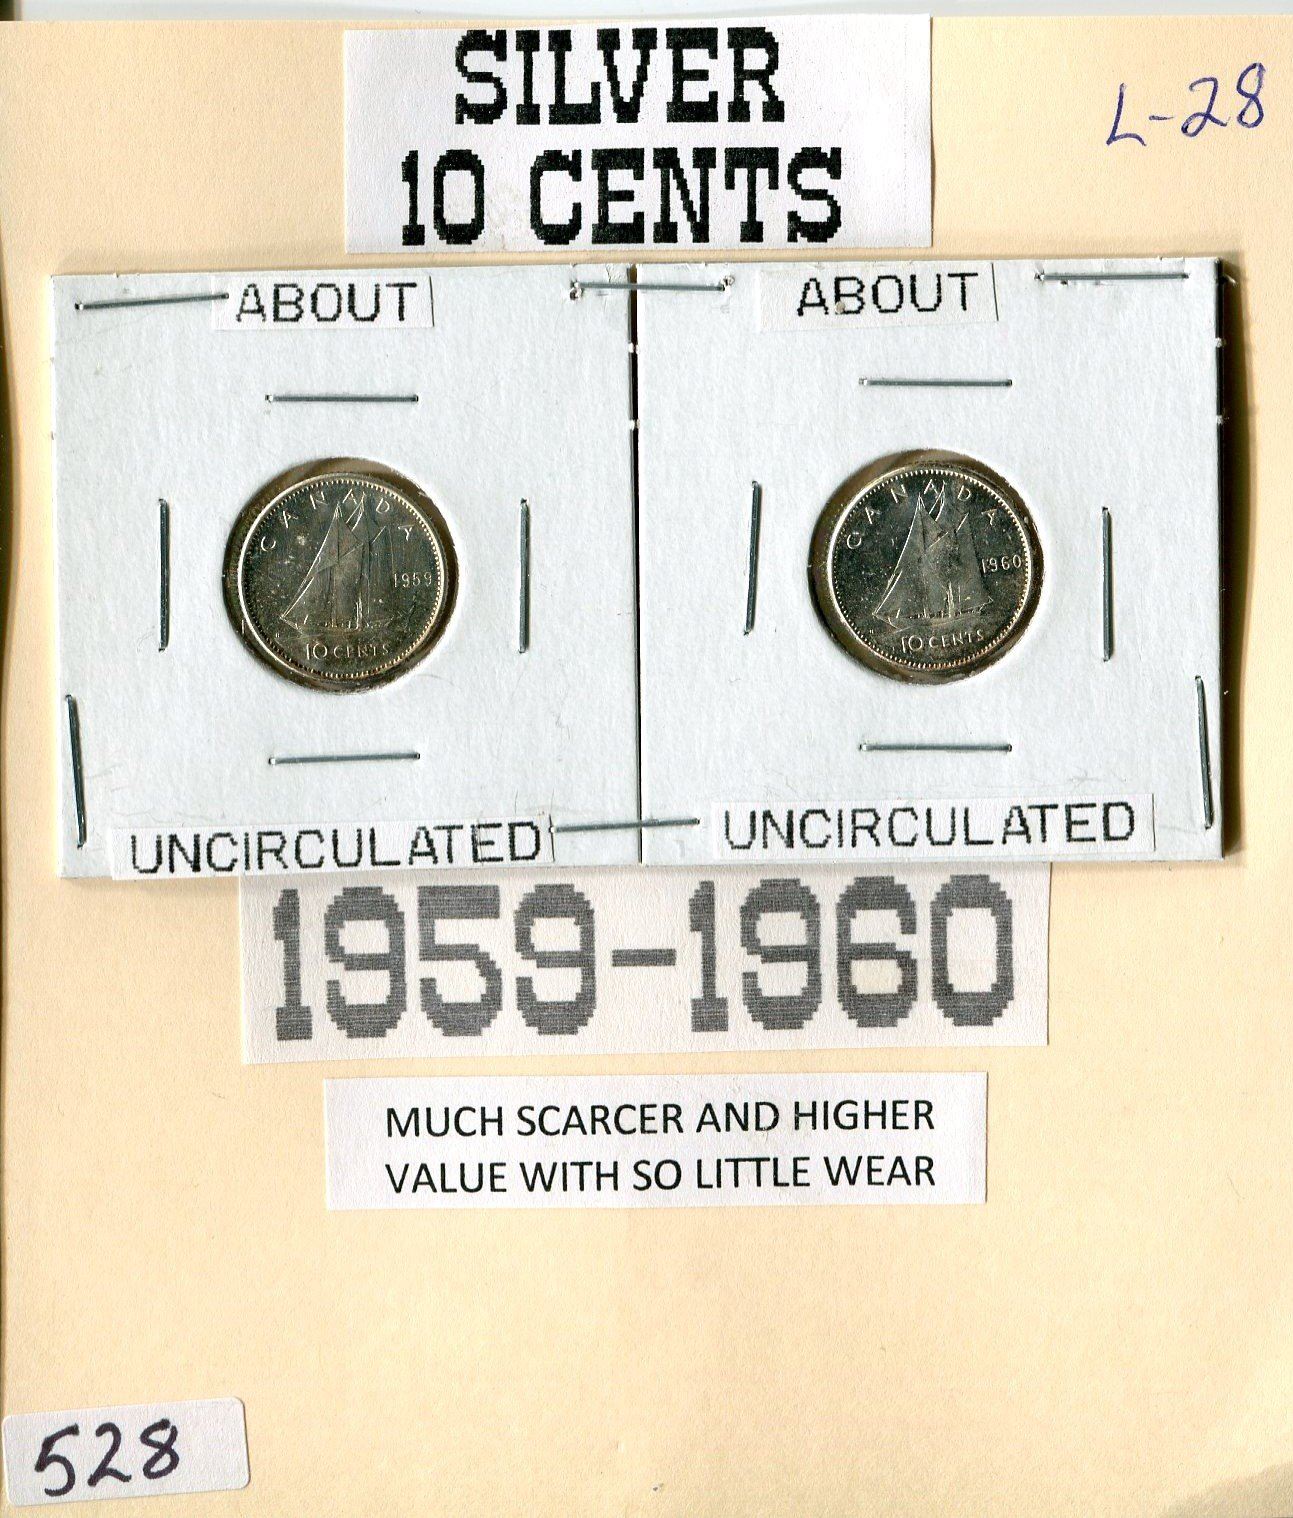 SILVER
10 CENTS
L-28
ABOUT
CANADA
1959
10 CENTS
UNCIRCULATED
ABOUT
CANADA
1960
10 CENTS
UNCIRCULATED
1959-1960
MUCH SCARCER AND HIGHER
VALUE WITH SO LITTLE WEAR
528